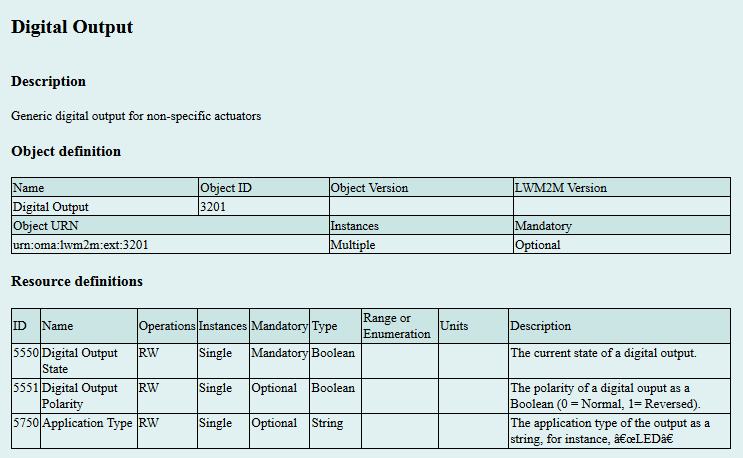 Digital Output
Description
Generic digital output for non-specific actuators
Object definition
Name Object ID Object Version LWM2M Version
Digital Output 3201
Object URN Instances Mandatory
urn:oma:lwm2m:ext:3201 Multiple Optional
Resource definitions
ID Name Operations Instances Mandatory Type Range or Enumeration Units Description
5550 Digital Output State RW Single Mandatory Boolean The current state of a digital output.
5551 Digital Output Polarity RW Single Optional Boolean The polarity of a digital ouput as a
Boolean (0 = Normal, 1= Reversed).
5750 Application Type RW Single Optional String The application type of the output as a
string, for instance, â€œLEDâ€